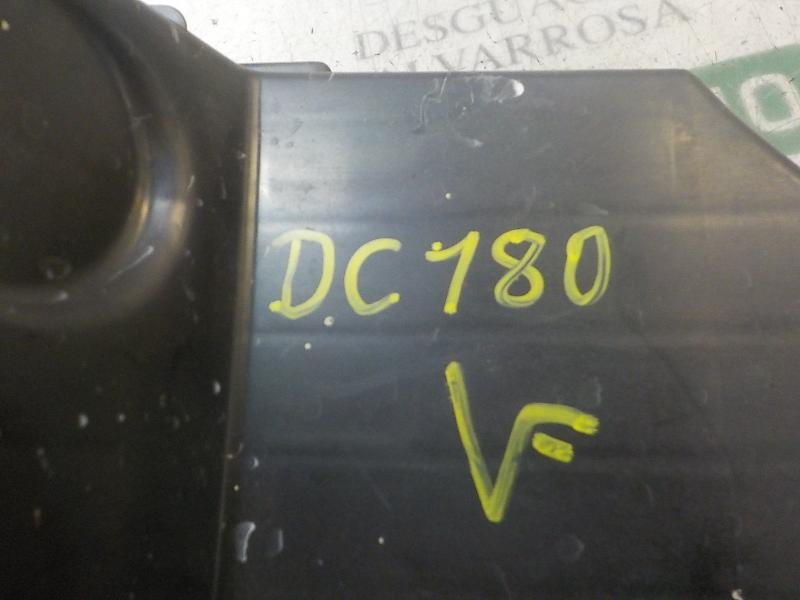 DESGUACE
VARROSA
DC180
VF